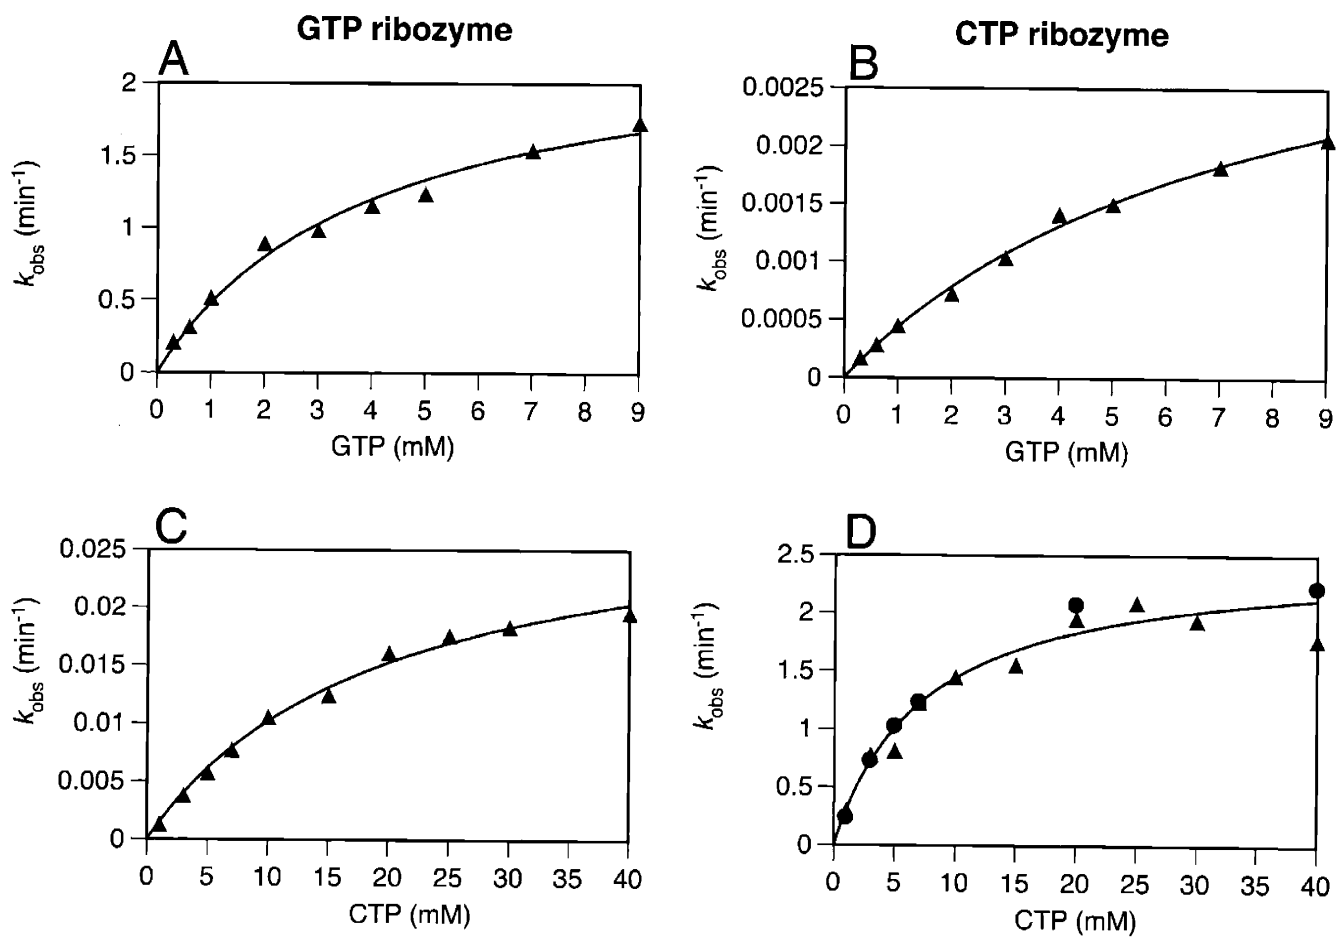 GTP ribozyme
CTP ribozyme
A
2
1.5
1
0.5
0
k_obs (min⁻¹)
0 1 2 3 4 5 6 7 8 9
GTP (mM)
B
0.0025
0.002
0.0015
0.001
0.0005
0
k_obs (min⁻¹)
0 1 2 3 4 5 6 7 8 9
GTP (mM)
C
0.025
0.02
0.015
0.01
0.005
0
k_obs (min⁻¹)
0 5 10 15 20 25 30 35 40
CTP (mM)
D
2.5
2
1.5
1
0.5
0
k_obs (min⁻¹)
0 5 10 15 20 25 30 35 40
CTP (mM)